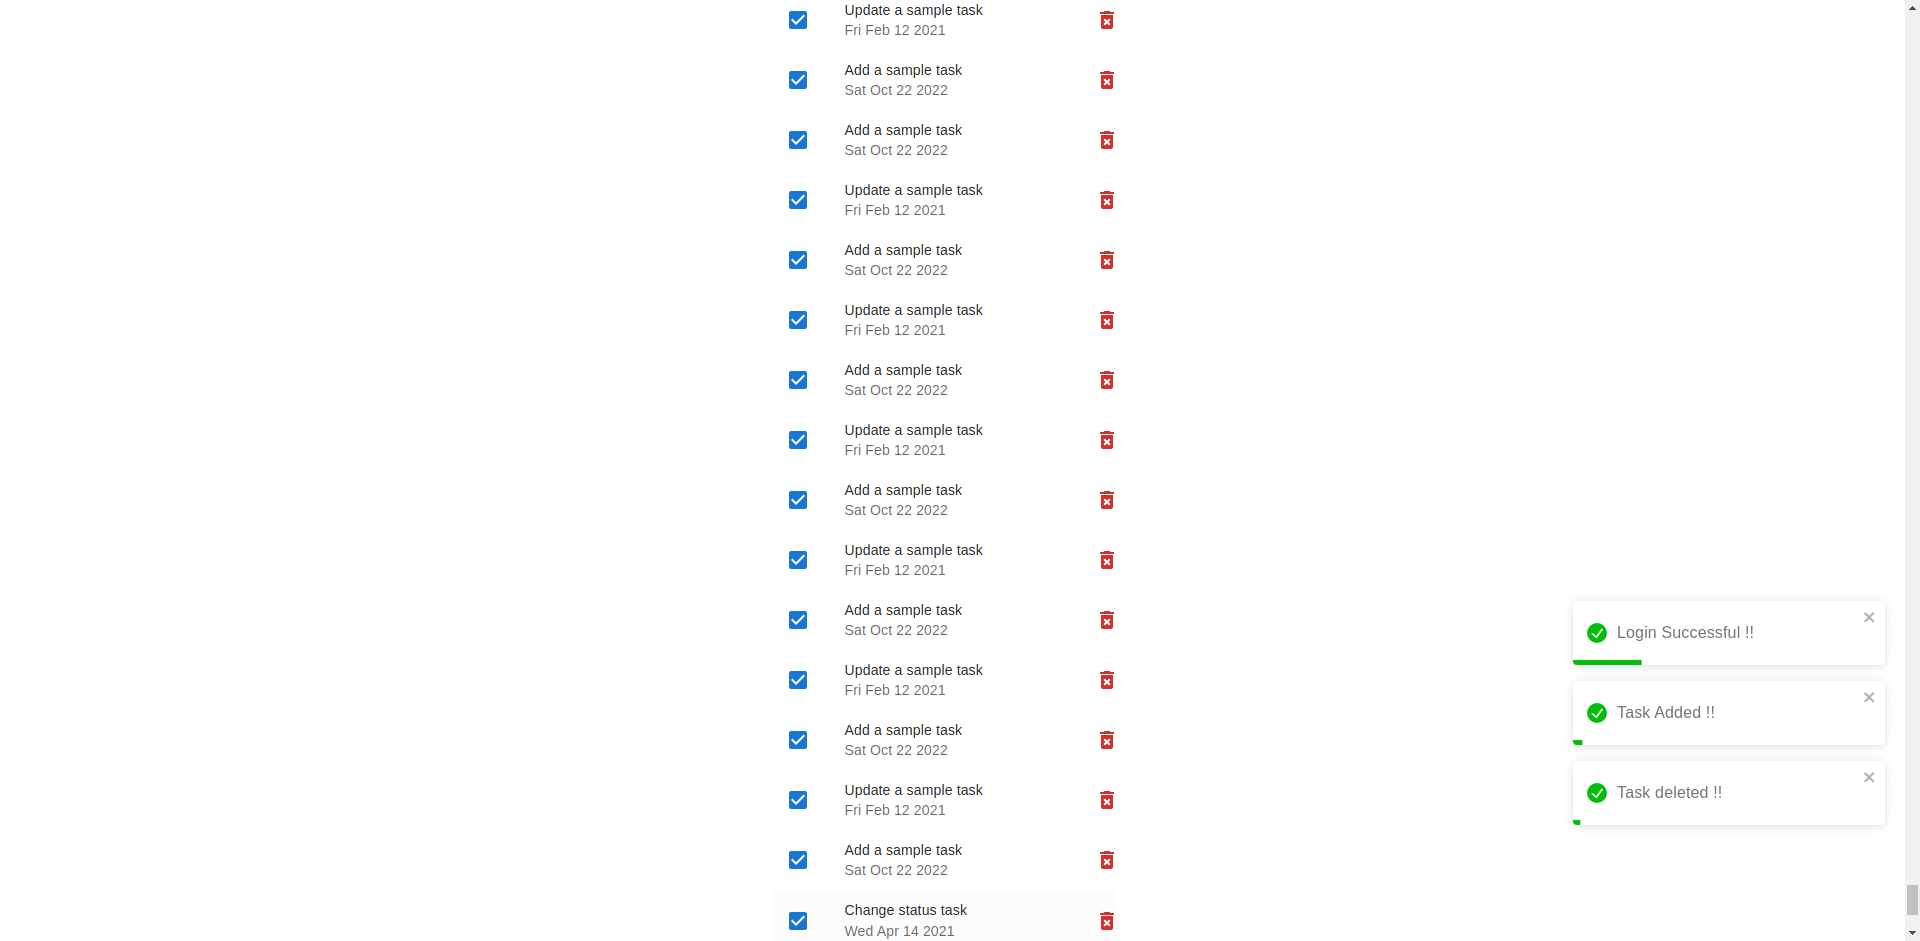 Update a sample task
Fri Feb 12 2021
Add a sample task
Sat Oct 22 2022
Add a sample task
Sat Oct 22 2022
Update a sample task
Fri Feb 12 2021
Add a sample task
Sat Oct 22 2022
Update a sample task
Fri Feb 12 2021
Add a sample task
Sat Oct 22 2022
Update a sample task
Fri Feb 12 2021
Add a sample task
Sat Oct 22 2022
Update a sample task
Fri Feb 12 2021
Add a sample task
Sat Oct 22 2022
Update a sample task
Fri Feb 12 2021
Add a sample task
Sat Oct 22 2022
Update a sample task
Fri Feb 12 2021
Add a sample task
Sat Oct 22 2022
Change status task
Wed Apr 14 2021
Login Successful !!
Task Added !!
Task deleted !!